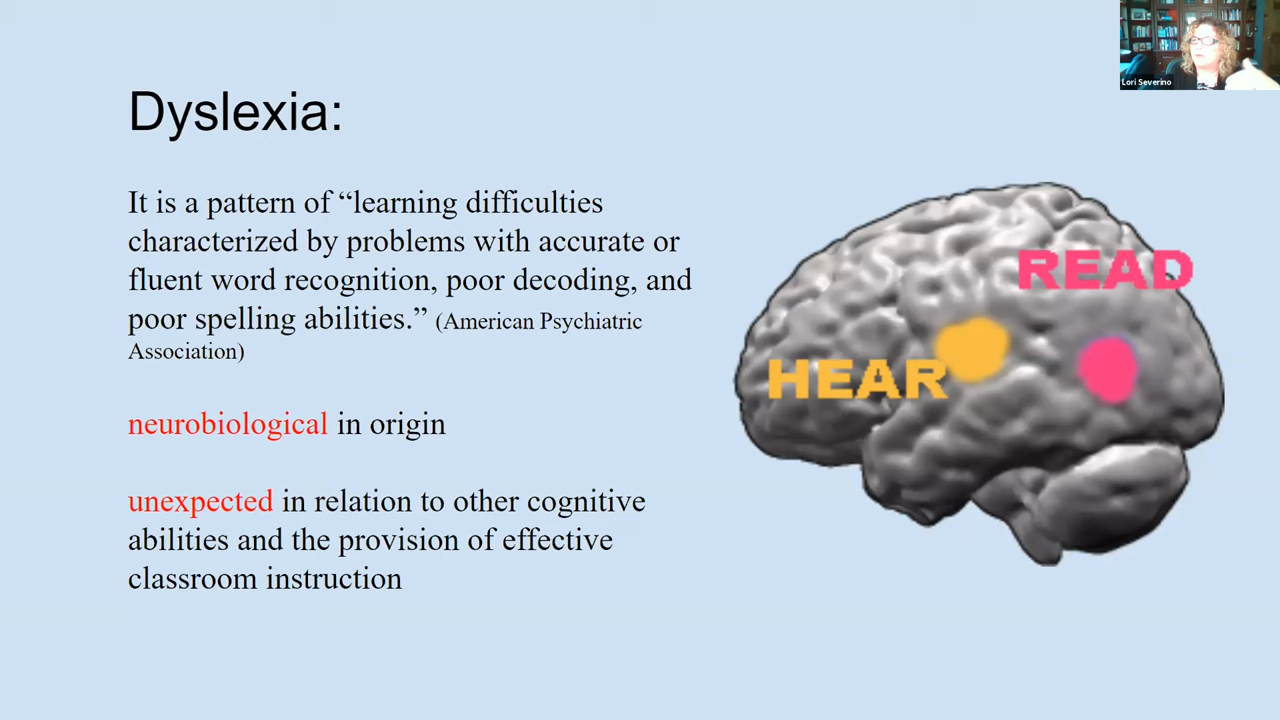 Lori Severino
Dyslexia:
It is a pattern of “learning difficulties
characterized by problems with accurate or
fluent word recognition, poor decoding, and
poor spelling abilities.” (American Psychiatric
Association)
neurobiological in origin
unexpected in relation to other cognitive
abilities and the provision of effective
classroom instruction
READ
HEAR